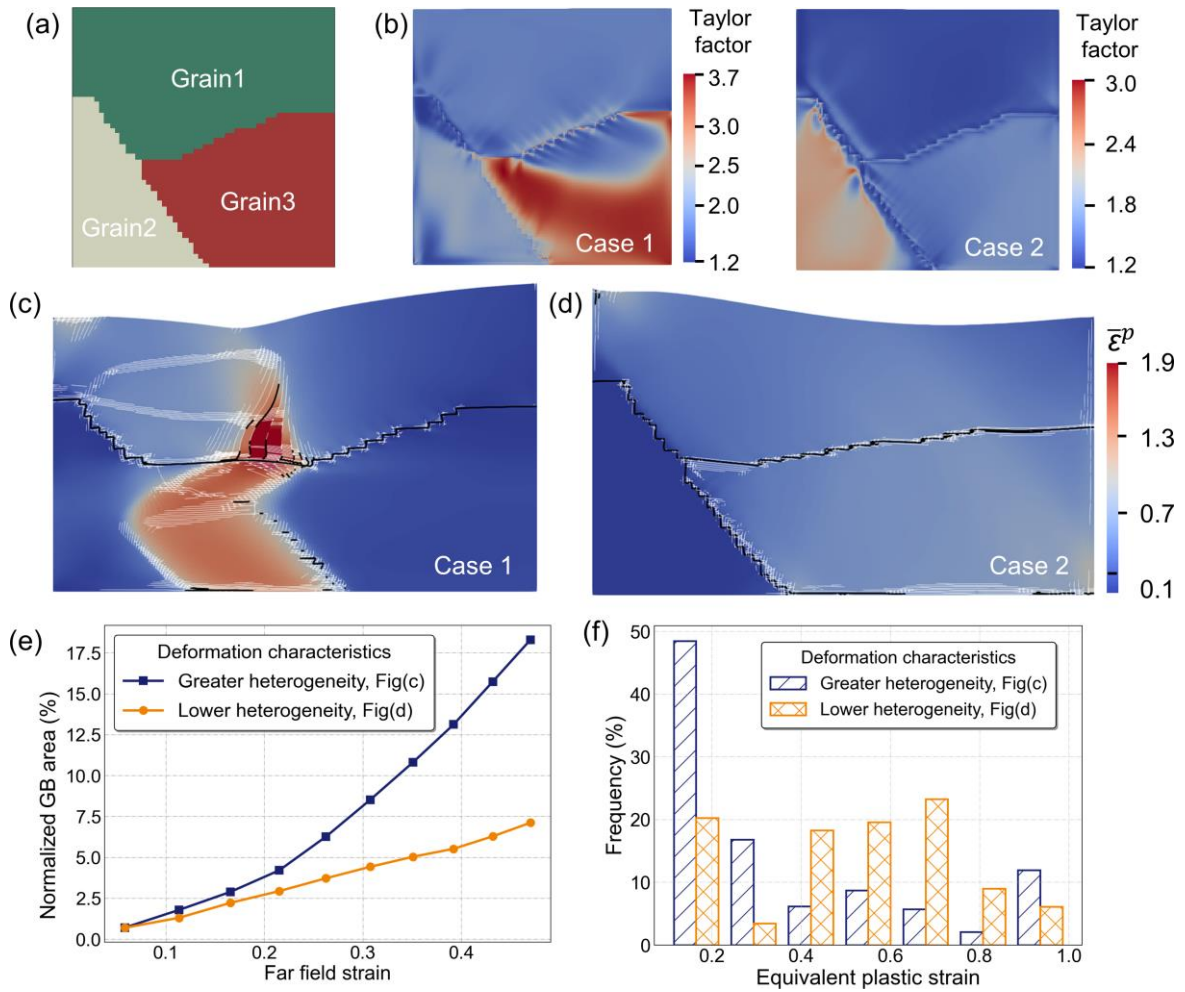 (a)
Grain1
Grain2
Grain3
(b)
Taylor
factor
3.7
3.0
2.5
2.0
1.2
Case 1
Taylor
factor
3.0
2.4
1.8
1.2
Case 2
(c)
Case 1
(d)
Case 2
ε̅ᵖ
1.9
1.3
0.7
0.1
(e)
Normalized GB area (%)
17.5
15.0
12.5
10.0
7.5
5.0
2.5
0.0
Deformation characteristics
Greater heterogeneity, Fig(c)
Lower heterogeneity, Fig(d)
0.1 0.2 0.3 0.4
Far field strain
(f)
Frequency (%)
50
40
30
20
10
0
Deformation characteristics
Greater heterogeneity, Fig(c)
Lower heterogeneity, Fig(d)
0.2 0.4 0.6 0.8 1.0
Equivalent plastic strain